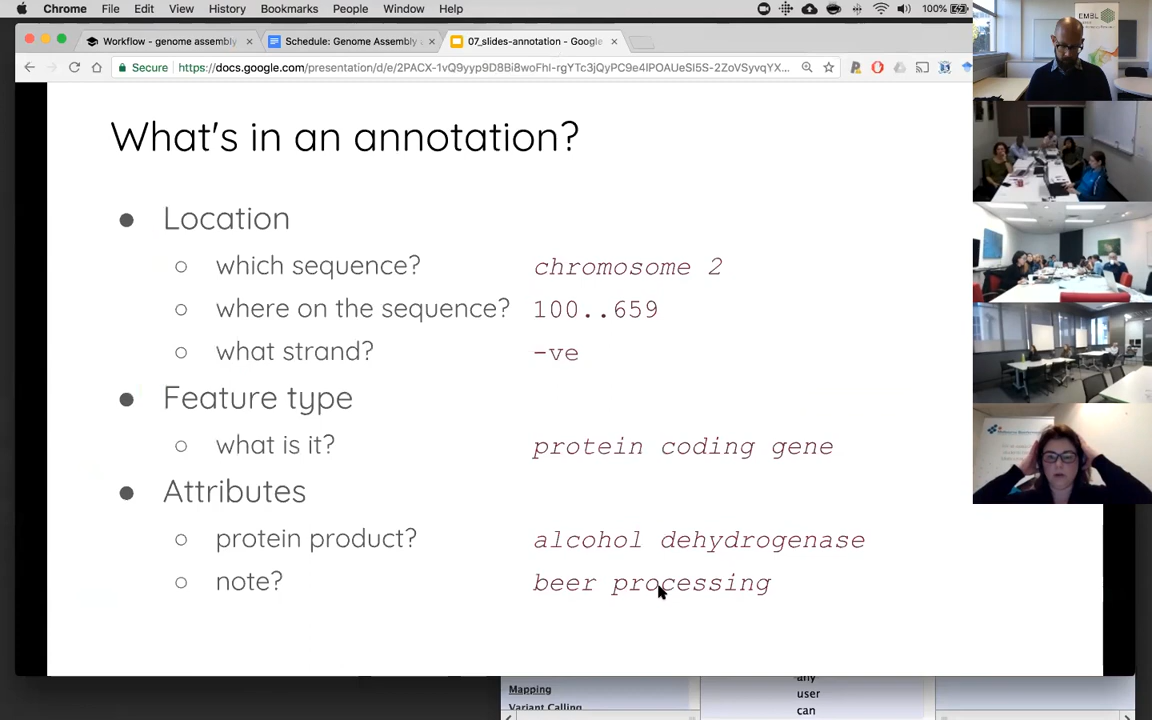 Chrome File Edit View History Bookmarks People Window Help 100%
Workflow - genome assembly
Schedule: Genome Assembly
07_slides-annotation - Google
Secure https://docs.google.com/presentation/d/e/2PACX-1vQ9yyp9D8Bi8woFhI-rgYTc3jQyPC9e4IPOAUeSI5S-2ZoVSyvqYX...
EMBL
What's in an annotation?
Location
which sequence? chromosome 2
where on the sequence? 100..659
what strand? -ve
Feature type
what is it? protein coding gene
Attributes
protein product? alcohol dehydrogenase
note? beer processing
Mapping
Variant Calling
any
user
can